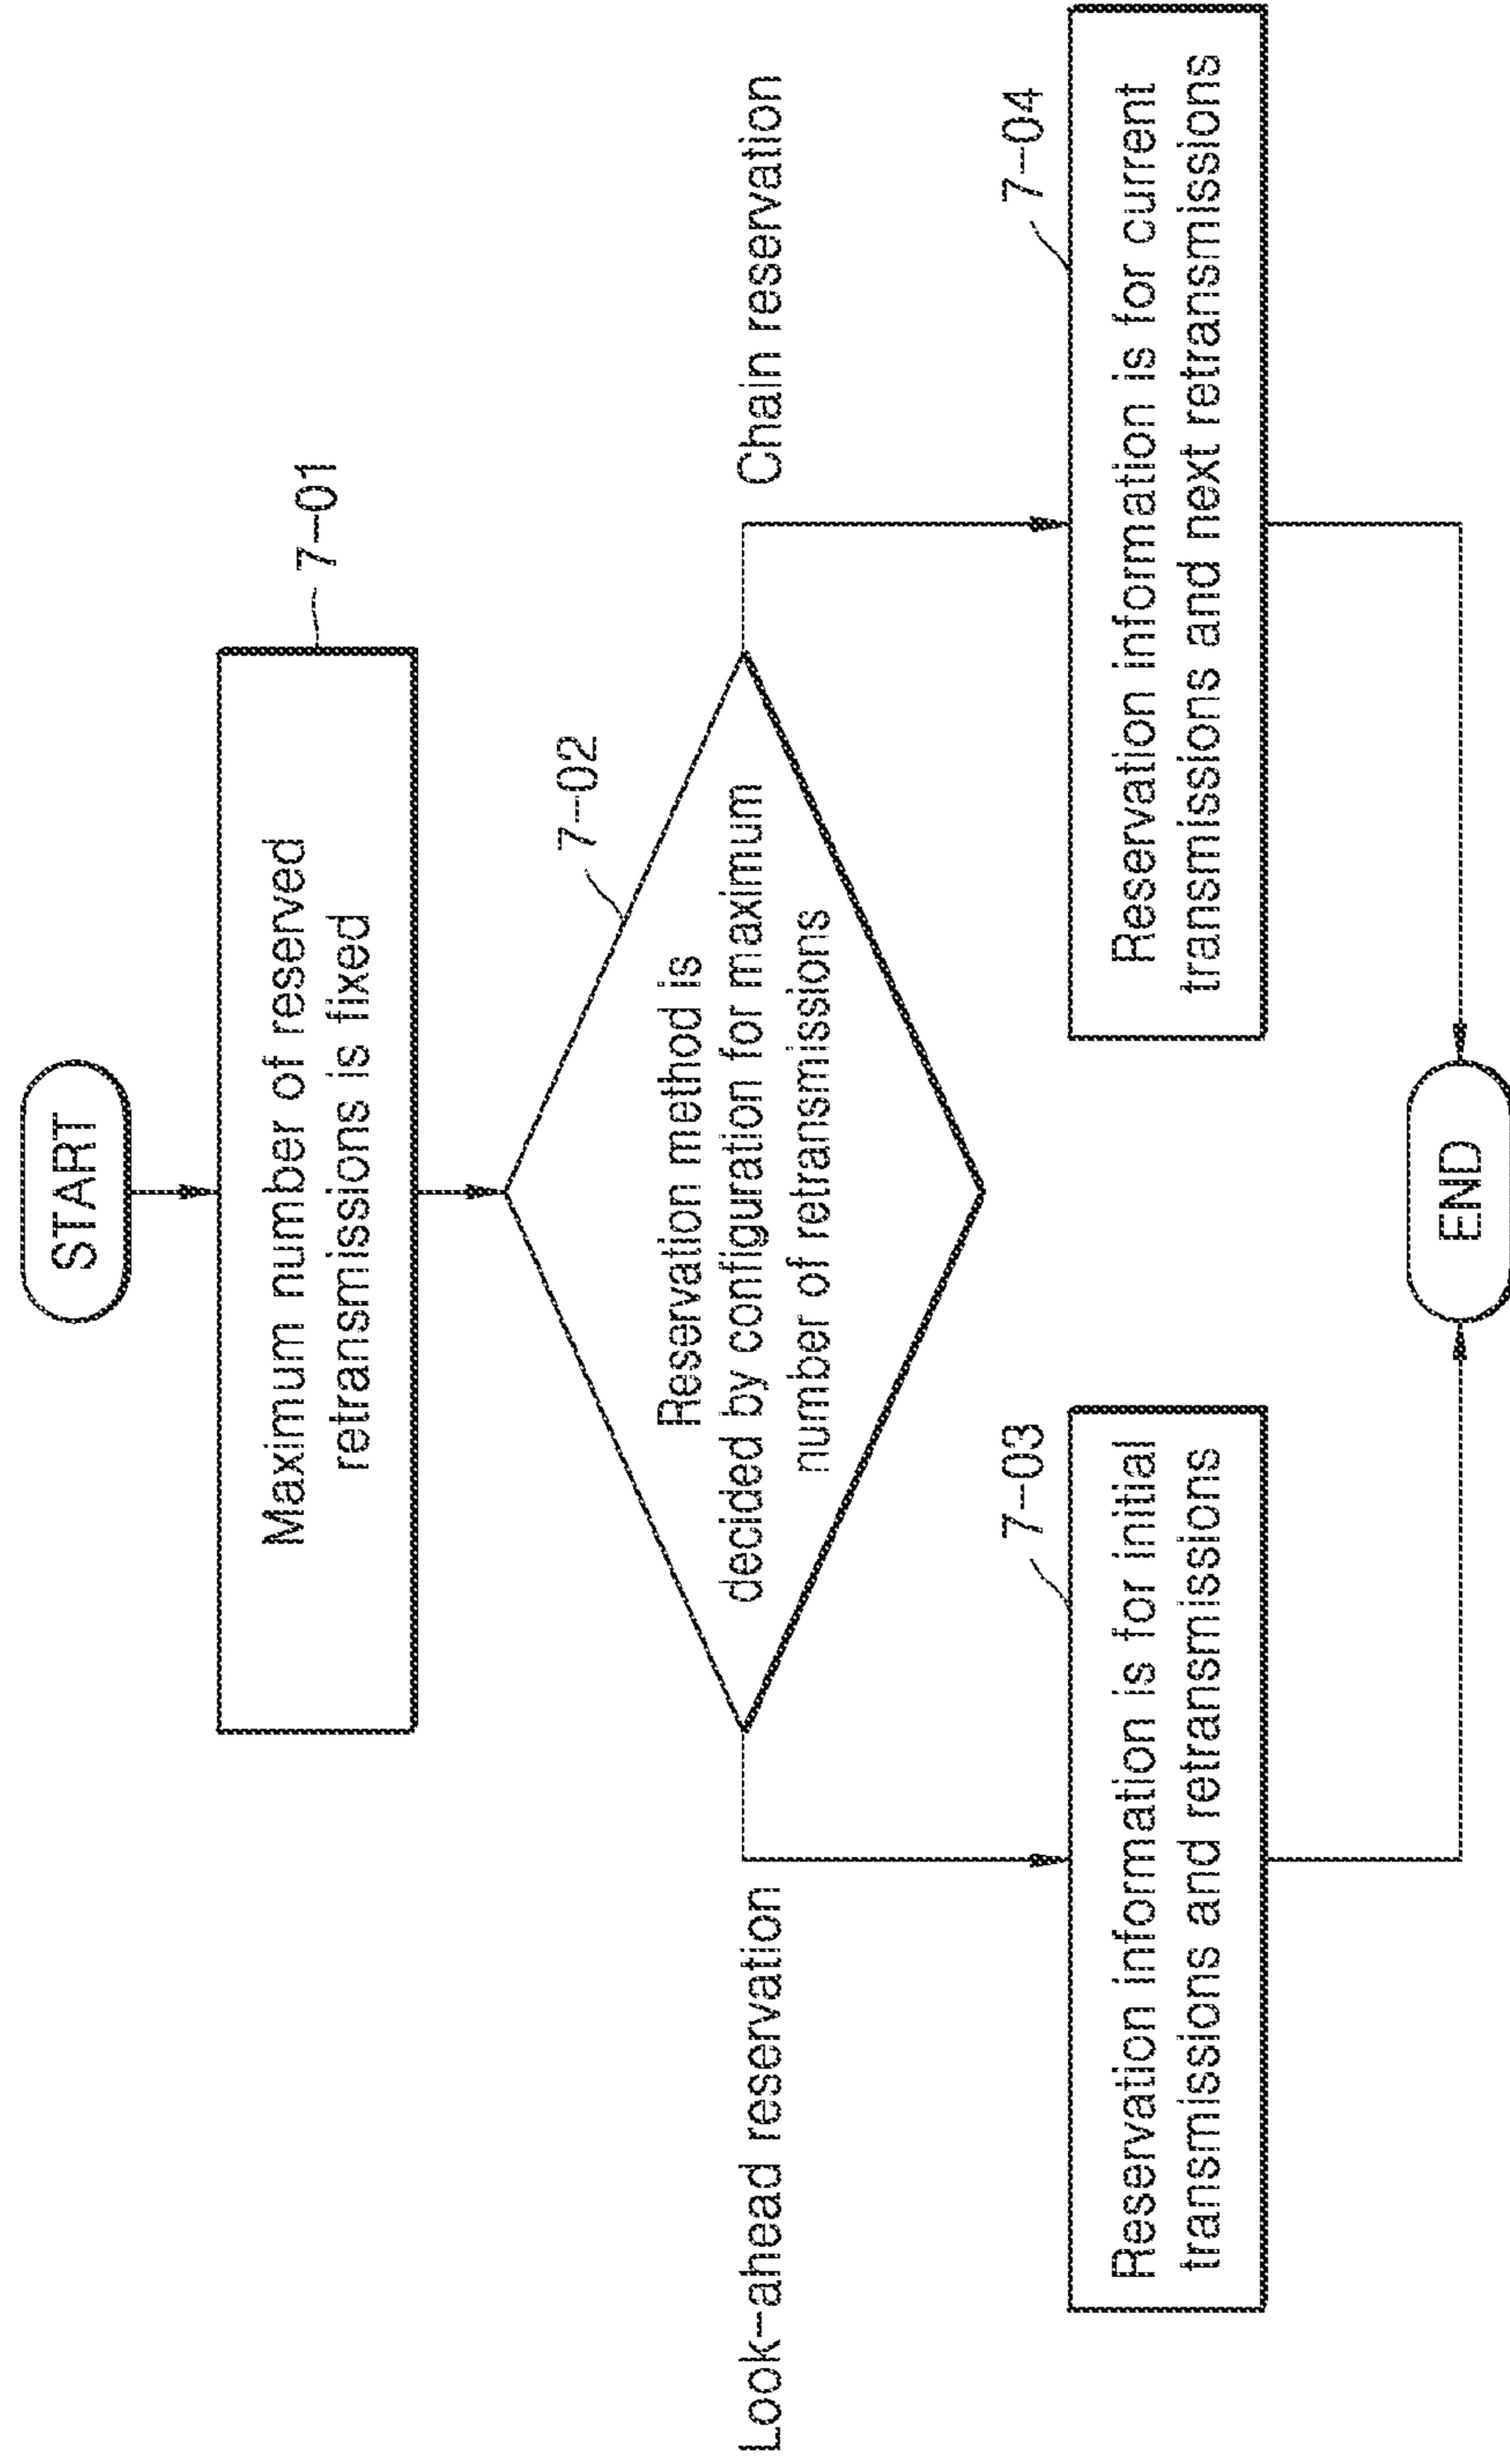 START
Maximum number of reserved
retransmissions is fixed
7-01
Reservation method is
decided by configuration for maximum
number of retransmissions
7-02
Look-ahead reservation
Chain reservation
7-03
Reservation information is for initial
transmissions and retransmissions
7-04
Reservation information is for current
transmissions and next retransmissions
END